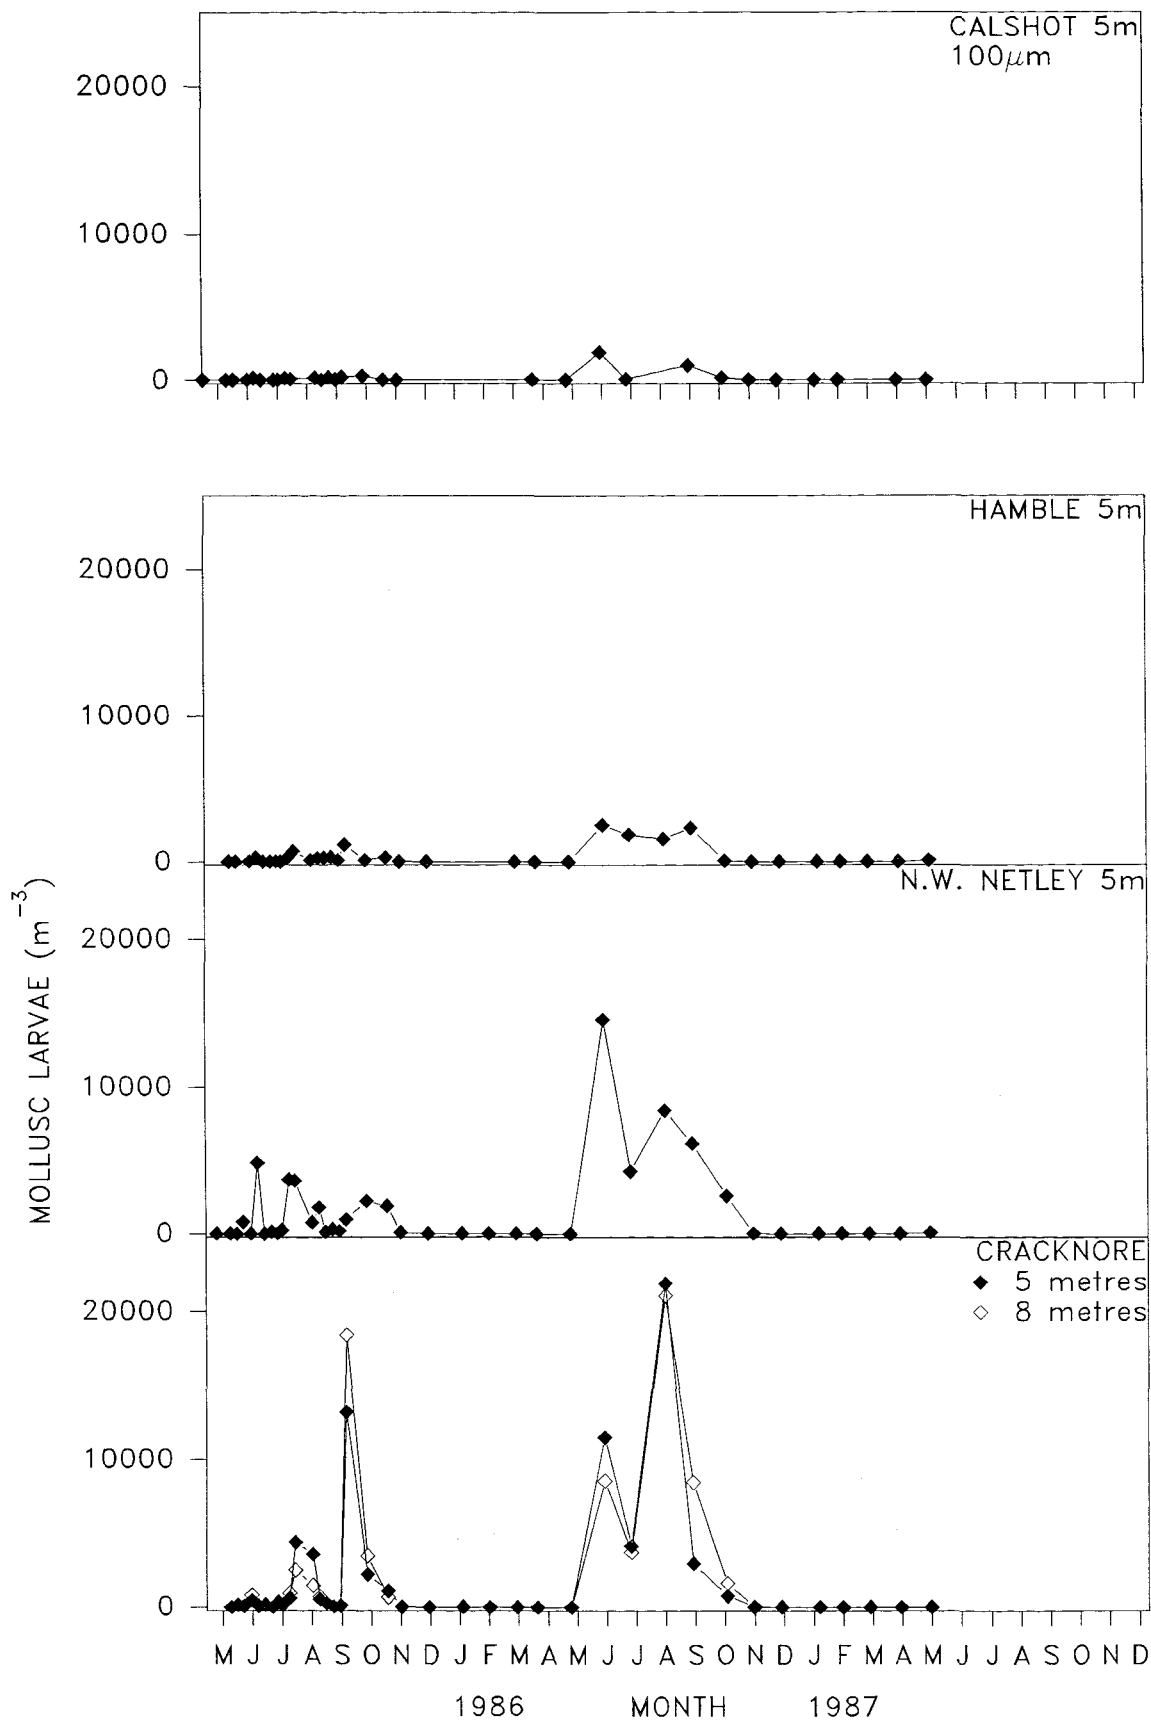 CALSHOT 5m
100μm
20000
10000
0
HAMBLE 5m
20000
10000
0
N.W. NETLEY 5m
20000
10000
0
CRACKNORE
5 metres
8 metres
20000
10000
0
MOLLUSC LARVAE (m⁻³)
M J J A S O N D J F M A M J J A S O N D J F M A M J J A S O N D
1986 MONTH 1987